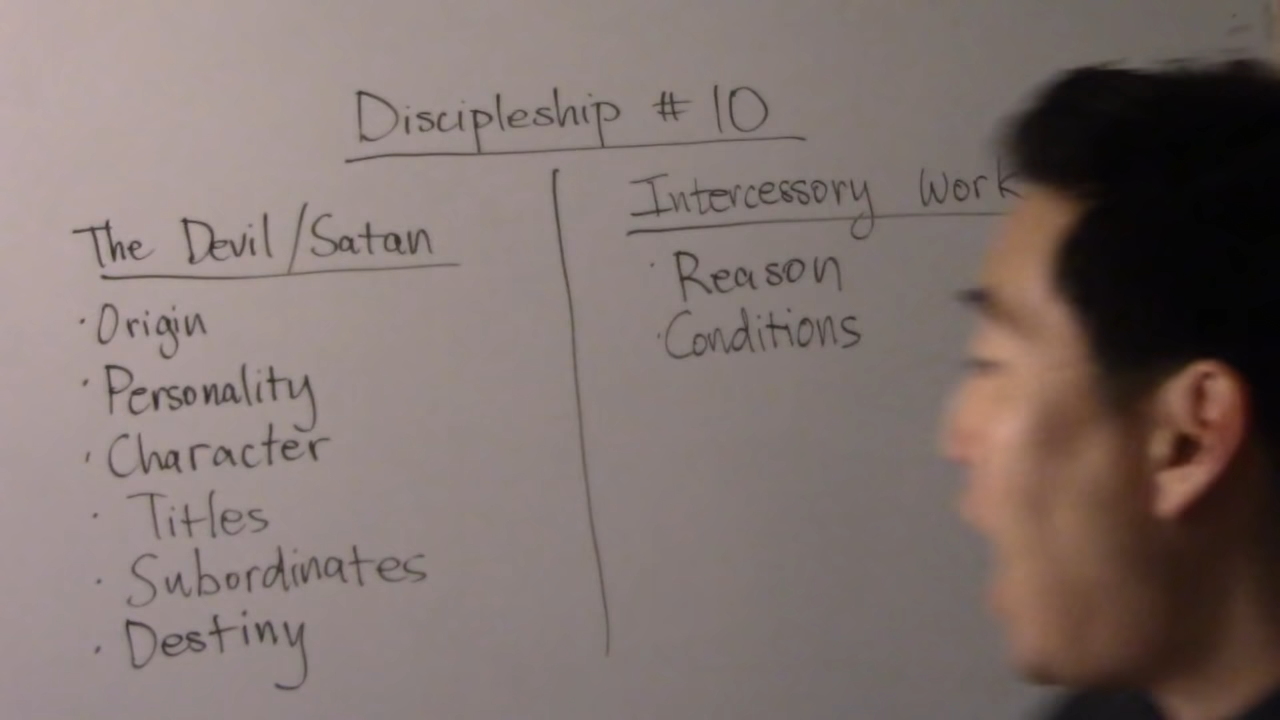 Discipleship # 10
The Devil/Satan
· Origin
· Personality
· Character
· Titles
· Subordinates
· Destiny
Intercessory Work
· Reason
· Conditions